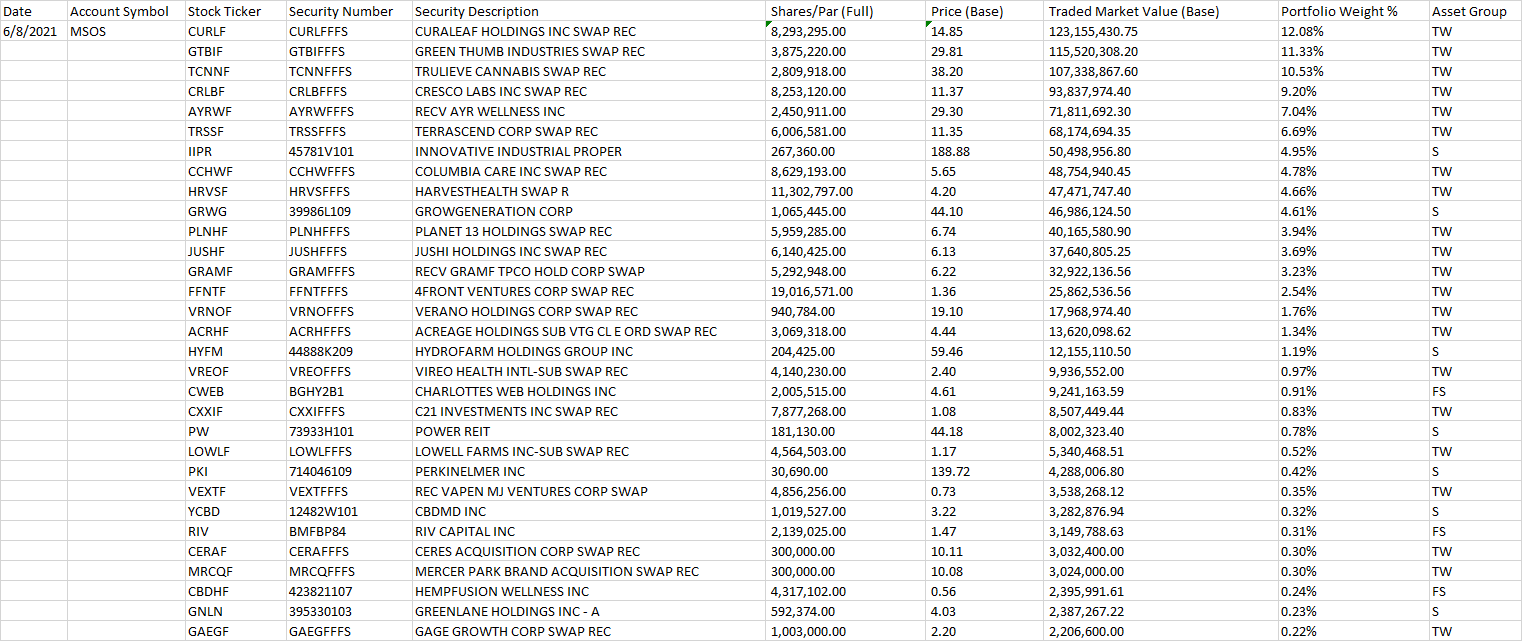 Date Account Symbol Stock Ticker Security Number Security Description Shares/Par (Full) Price (Base) Traded Market Value (Base) Portfolio Weight % Asset Group
6/8/2021 MSOS CURLF CURLFFFS CURALEAF HOLDINGS INC SWAP REC 8,293,295.00 14.85 123,155,430.75 12.08% TW
GTBIF GTBIFFFS GREEN THUMB INDUSTRIES SWAP REC 3,875,220.00 29.81 115,520,308.20 11.33% TW
TCNNF TCNNFFFS TRULIEVE CANNABIS SWAP REC 2,809,918.00 38.20 107,338,867.60 10.53% TW
CRLBF CRLBFFFS CRESCO LABS INC SWAP REC 8,253,120.00 11.37 93,837,974.40 9.20% TW
AYRWF AYRWFFFS RECV AYR WELLNESS INC 2,450,911.00 29.30 71,811,692.30 7.04% TW
TRSSF TRSSFFFS TERRASCEND CORP SWAP REC 6,006,581.00 11.35 68,174,694.35 6.69% TW
IIPR 45781V101 INNOVATIVE INDUSTRIAL PROPER 267,360.00 188.88 50,498,956.80 4.95% S
CCHWF CCHWFFFS COLUMBIA CARE INC SWAP REC 8,629,193.00 5.65 48,754,940.45 4.78% TW
HRVSF HRVSFFFS HARVESTHEALTH SWAP R 11,302,797.00 4.20 47,471,747.40 4.66% TW
GRWG 39986L109 GROWGENERATION CORP 1,065,445.00 44.10 46,986,124.50 4.61% S
PLNHF PLNHFFFS PLANET 13 HOLDINGS SWAP REC 5,959,285.00 6.74 40,165,580.90 3.94% TW
JUSHF JUSHFFFS JUSHI HOLDINGS INC SWAP REC 6,140,425.00 6.13 37,640,805.25 3.69% TW
GRAMF GRAMFFFS RECV GRAMF TPCO HOLD CORP SWAP 5,292,948.00 6.22 32,922,136.56 3.23% TW
FFNTF FFNTFFFS 4FRONT VENTURES CORP SWAP REC 19,016,571.00 1.36 25,862,536.56 2.54% TW
VRNOF VRNOFFFS VERANO HOLDINGS CORP SWAP REC 940,784.00 19.10 17,968,974.40 1.76% TW
ACRHF ACRHFFFS ACREAGE HOLDINGS SUB VTG CL E ORD SWAP REC 3,069,318.00 4.44 13,620,098.62 1.34% TW
HYFM 44888K209 HYDROFARM HOLDINGS GROUP INC 204,425.00 59.46 12,155,110.50 1.19% S
VREOF VREOFFFS VIREO HEALTH INTL-SUB SWAP REC 4,140,230.00 2.40 9,936,552.00 0.97% TW
CWEB BGHY2B1 CHARLOTTES WEB HOLDINGS INC 2,005,515.00 4.61 9,241,163.59 0.91% FS
CXXIF CXXIFFFS C21 INVESTMENTS INC SWAP REC 7,877,268.00 1.08 8,507,449.44 0.83% TW
PW 73933H101 POWER REIT 181,130.00 44.18 8,002,323.40 0.78% S
LOWLF LOWLFFFS LOWELL FARMS INC-SUB SWAP REC 4,564,503.00 1.17 5,340,468.51 0.52% TW
PKI 714046109 PERKINELMER INC 30,690.00 139.72 4,288,006.80 0.42% S
VEXTF VEXTFFFS REC VAPEN MJ VENTURES CORP SWAP 4,856,256.00 0.73 3,538,268.12 0.35% TW
YCBD 12482W101 CBDMD INC 1,019,527.00 3.22 3,282,876.94 0.32% S
RIV BMFBP84 RIV CAPITAL INC 2,139,025.00 1.47 3,149,788.63 0.31% FS
CERAF CERAFFFS CERES ACQUISITION CORP SWAP REC 300,000.00 10.11 3,032,400.00 0.30% TW
MRCQF MRCQFFFS MERCER PARK BRAND ACQUISITION SWAP REC 300,000.00 10.08 3,024,000.00 0.30% TW
CBDHF 423821107 HEMPFUSION WELLNESS INC 4,317,102.00 0.56 2,395,991.61 0.24% FS
GNLN 395330103 GREENLANE HOLDINGS INC - A 592,374.00 4.03 2,387,267.22 0.23% S
GAEGF GAEGFFFS GAGE GROWTH CORP SWAP REC 1,003,000.00 2.20 2,206,600.00 0.22% TW